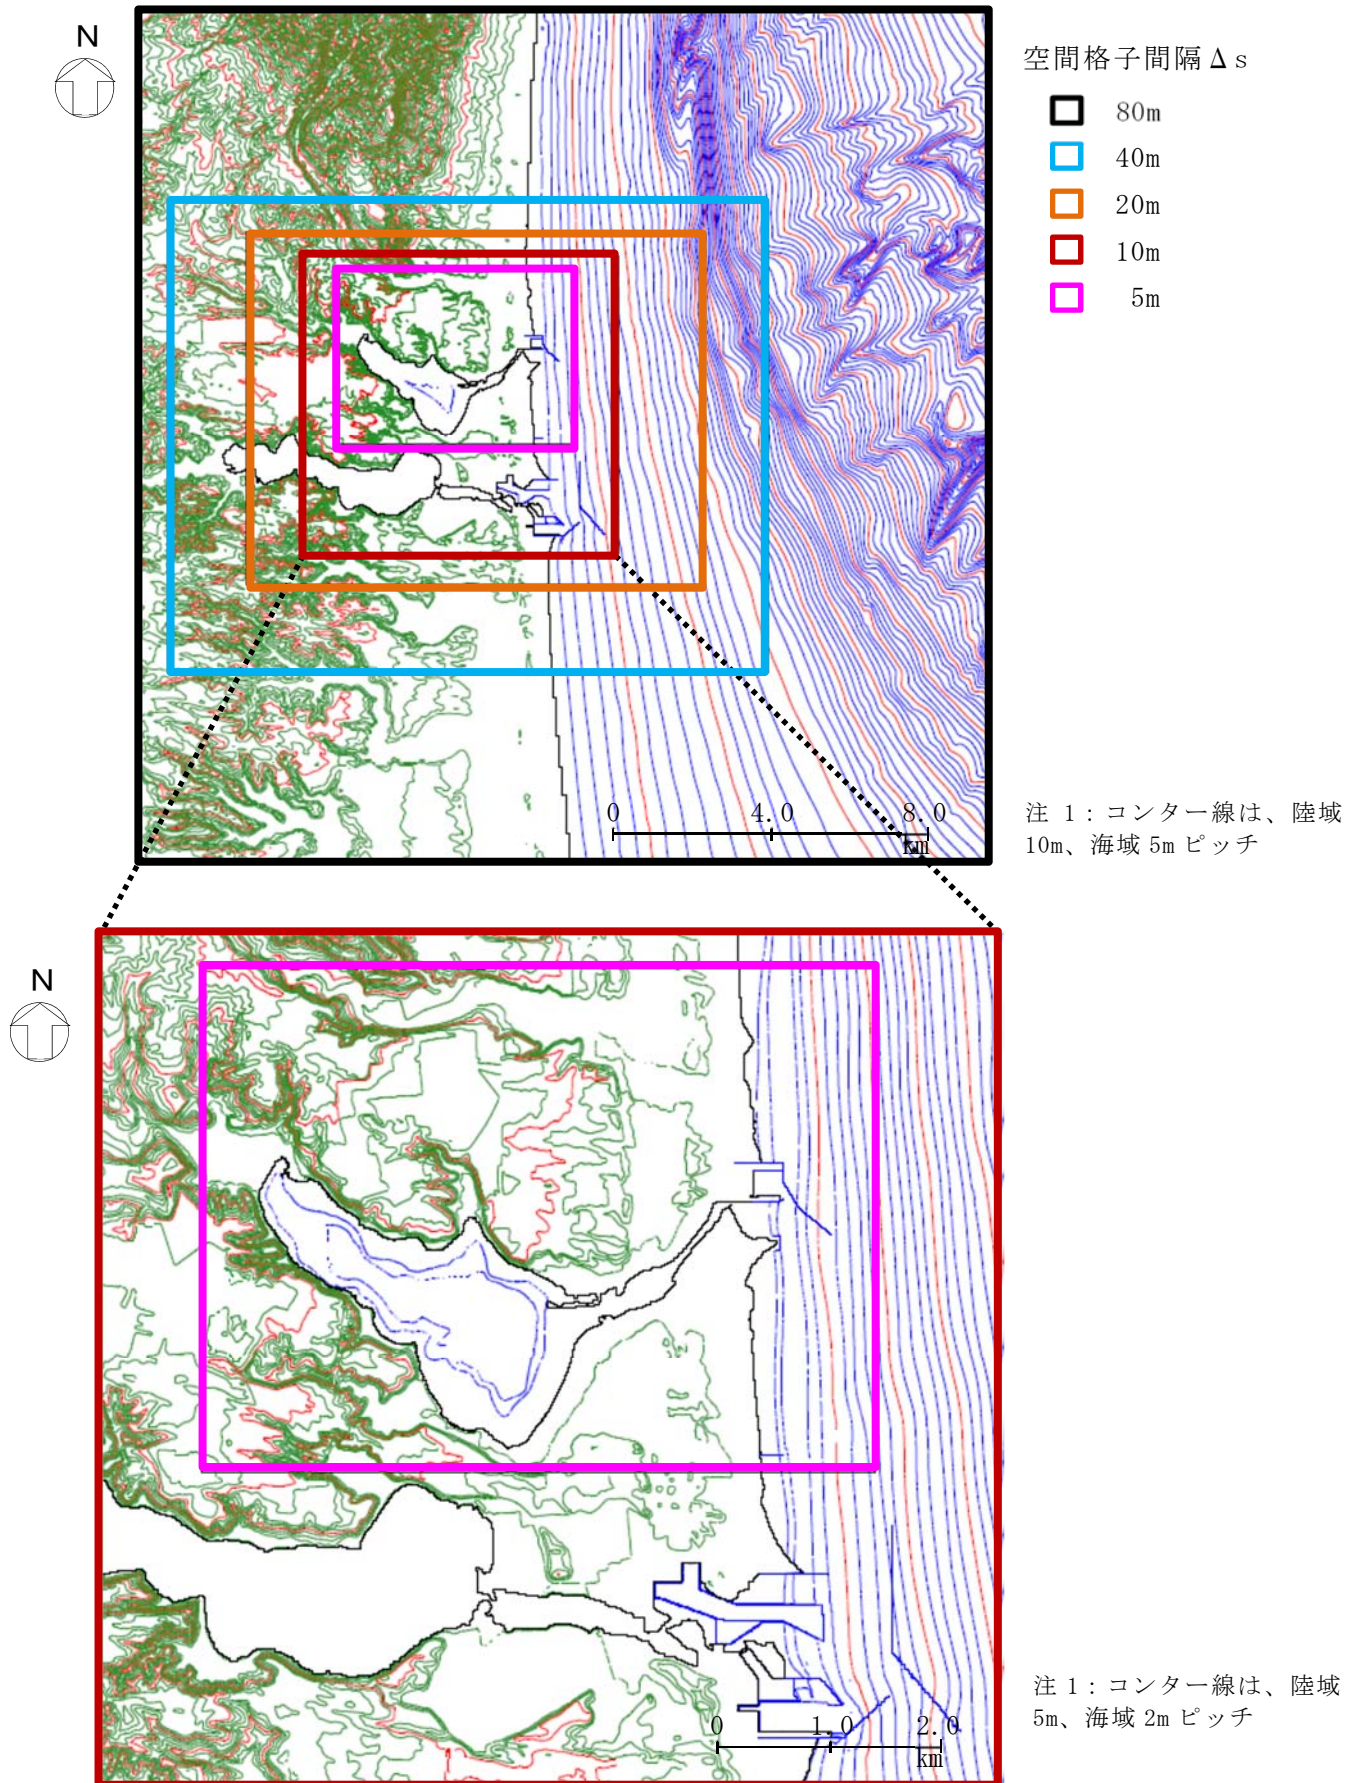 N
空間格子間隔Δs
80m
40m
20m
10m
5m
0 4.0 8.0
km
注 1：コンター線は、陸域
10m、海域 5m ピッチ
N
0 1.0 2.0
km
注 1：コンター線は、陸域
5m、海域 2m ピッチ